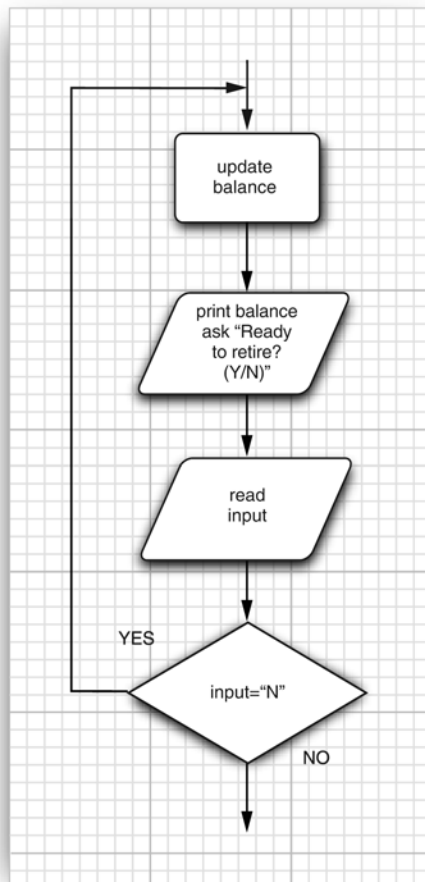 update
balance
print balance
ask “Ready
to retire?
(Y/N)”
read
input
YES
input=“N”
NO